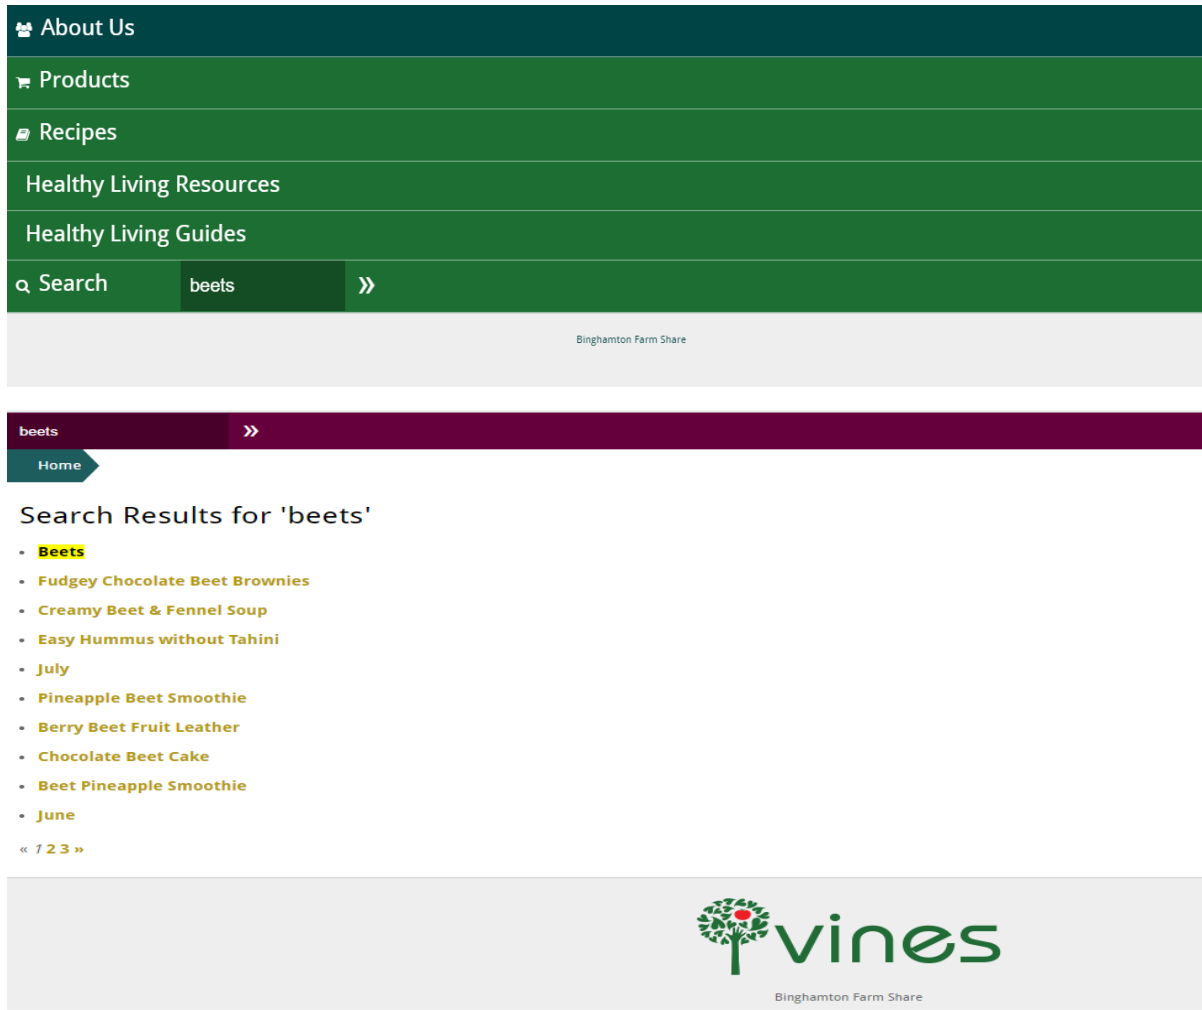 About Us
Products
Recipes
Healthy Living Resources
Healthy Living Guides
Search beets »
Binghamton Farm Share
beets »
Home
Search Results for 'beets'
• Beets
• Fudgey Chocolate Beet Brownies
• Creamy Beet & Fennel Soup
• Easy Hummus without Tahini
• July
• Pineapple Beet Smoothie
• Berry Beet Fruit Leather
• Chocolate Beet Cake
• Beet Pineapple Smoothie
• June
« 1 2 3 »
vines
Binghamton Farm Share